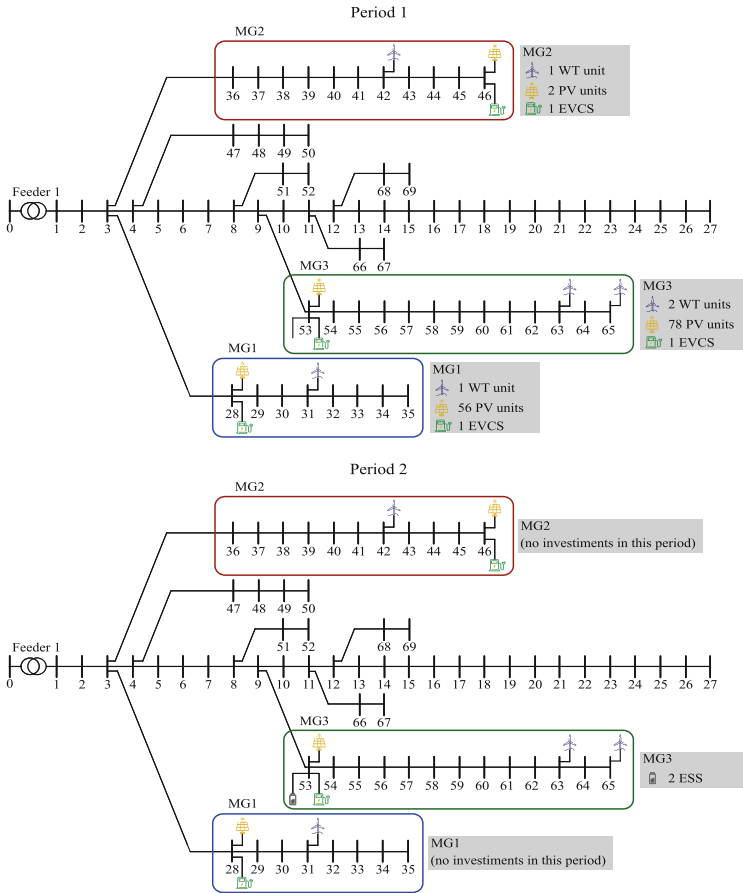 Period 1
MG2
36 37 38 39 40 41 42 43 44 45 46
MG2
1 WT unit
2 PV units
1 EVCS
47 48 49 50
51 52
68 69
Feeder 1
0 1 2 3 4 5 6 7 8 9 10 11 12 13 14 15 16 17 18 19 20 21 22 23 24 25 26 27
66 67
MG3
53 54 55 56 57 58 59 60 61 62 63 64 65
MG3
2 WT units
78 PV units
1 EVCS
MG1
28 29 30 31 32 33 34 35
MG1
1 WT unit
56 PV units
1 EVCS
Period 2
MG2
36 37 38 39 40 41 42 43 44 45 46
MG2
(no investments in this period)
47 48 49 50
51 52
68 69
Feeder 1
0 1 2 3 4 5 6 7 8 9 10 11 12 13 14 15 16 17 18 19 20 21 22 23 24 25 26 27
66 67
MG3
53 54 55 56 57 58 59 60 61 62 63 64 65
MG3
2 ESS
MG1
28 29 30 31 32 33 34 35
MG1
(no investments in this period)